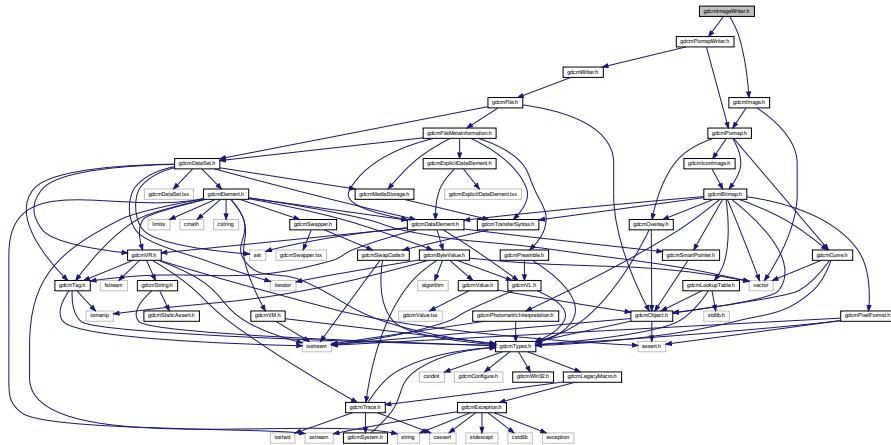 gdcmImageWriter.h
gdcmPixmapWriter.h
gdcmWriter.h
gdcmFile.h
gdcmImage.h
gdcmFileMetaInformation.h
gdcmPixmap.h
gdcmDataSet.h
gdcmExplicitDataElement.h
gdcmIconImage.h
gdcmDataSet.txx
gdcmElement.h
gdcmMediaStorage.h
gdcmExplicitDataElement.txx
gdcmBitmap.h
limits
cmath
cstring
gdcmSwapper.h
gdcmDataElement.h
gdcmTransferSyntax.h
gdcmOverlay.h
gdcmVR.h
set
gdcmSwapper.txx
gdcmSwapCode.h
gdcmByteValue.h
gdcmPreamble.h
gdcmSmartPointer.h
gdcmCurve.h
gdcmTag.h
fstream
gdcmString.h
iterator
algorithm
gdcmValue.h
gdcmVL.h
vector
gdcmLookupTable.h
iomanip
gdcmStaticAssert.h
gdcmVM.h
gdcmValue.txx
gdcmPhotometricInterpretation.h
gdcmObject.h
stdlib.h
gdcmPixelFormat.h
iostream
gdcmTypes.h
assert.h
cstdint
gdcmConfigure.h
gdcmWin32.h
gdcmLegacyMacro.h
gdcmTrace.h
gdcmException.h
iosfwd
sstream
gdcmSystem.h
string
cassert
stdexcept
cstdlib
exception